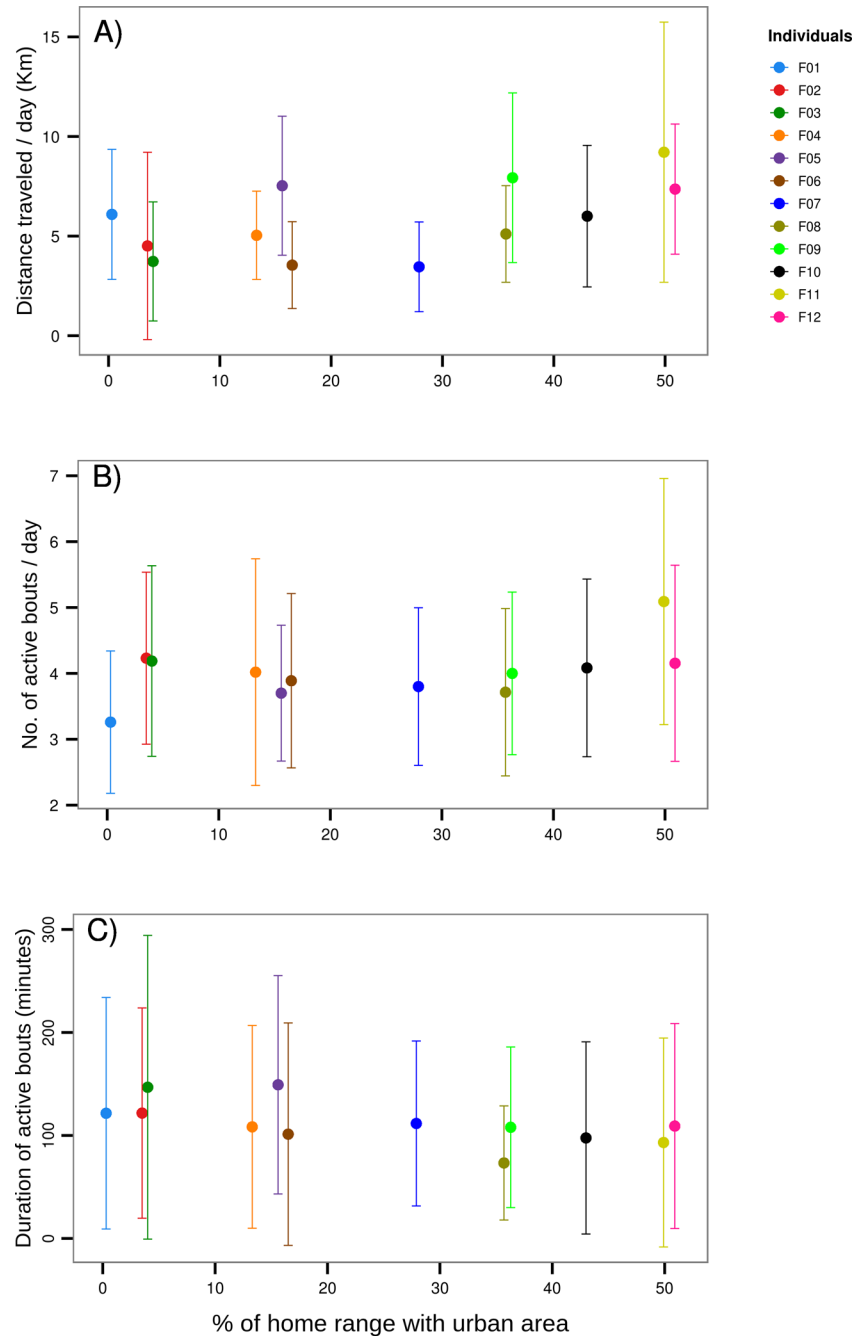 A)
Distance traveled / day (Km)
15
10
5
0
0 10 20 30 40 50
Individuals
F01
F02
F03
F04
F05
F06
F07
F08
F09
F10
F11
F12
B)
No. of active bouts / day
7
6
5
4
3
2
0 10 20 30 40 50
C)
Duration of active bouts (minutes)
300
200
100
0
0 10 20 30 40 50
% of home range with urban area